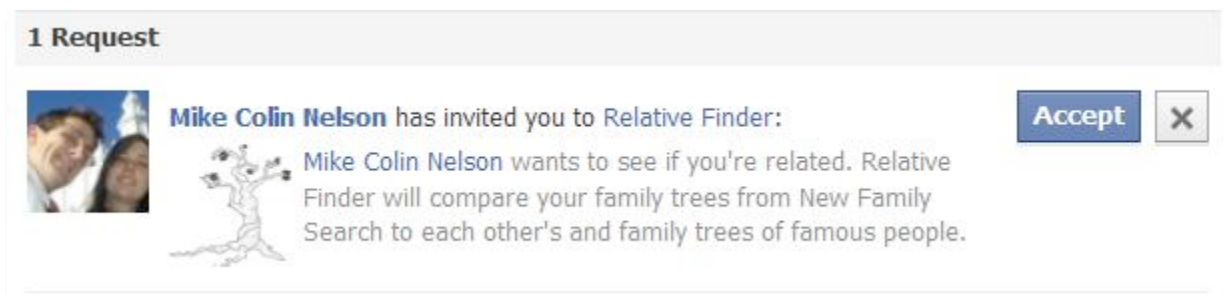 1 Request
Mike Colin Nelson has invited you to Relative Finder:
Accept
Mike Colin Nelson wants to see if you're related. Relative
Finder will compare your family trees from New Family
Search to each other's and family trees of famous people.